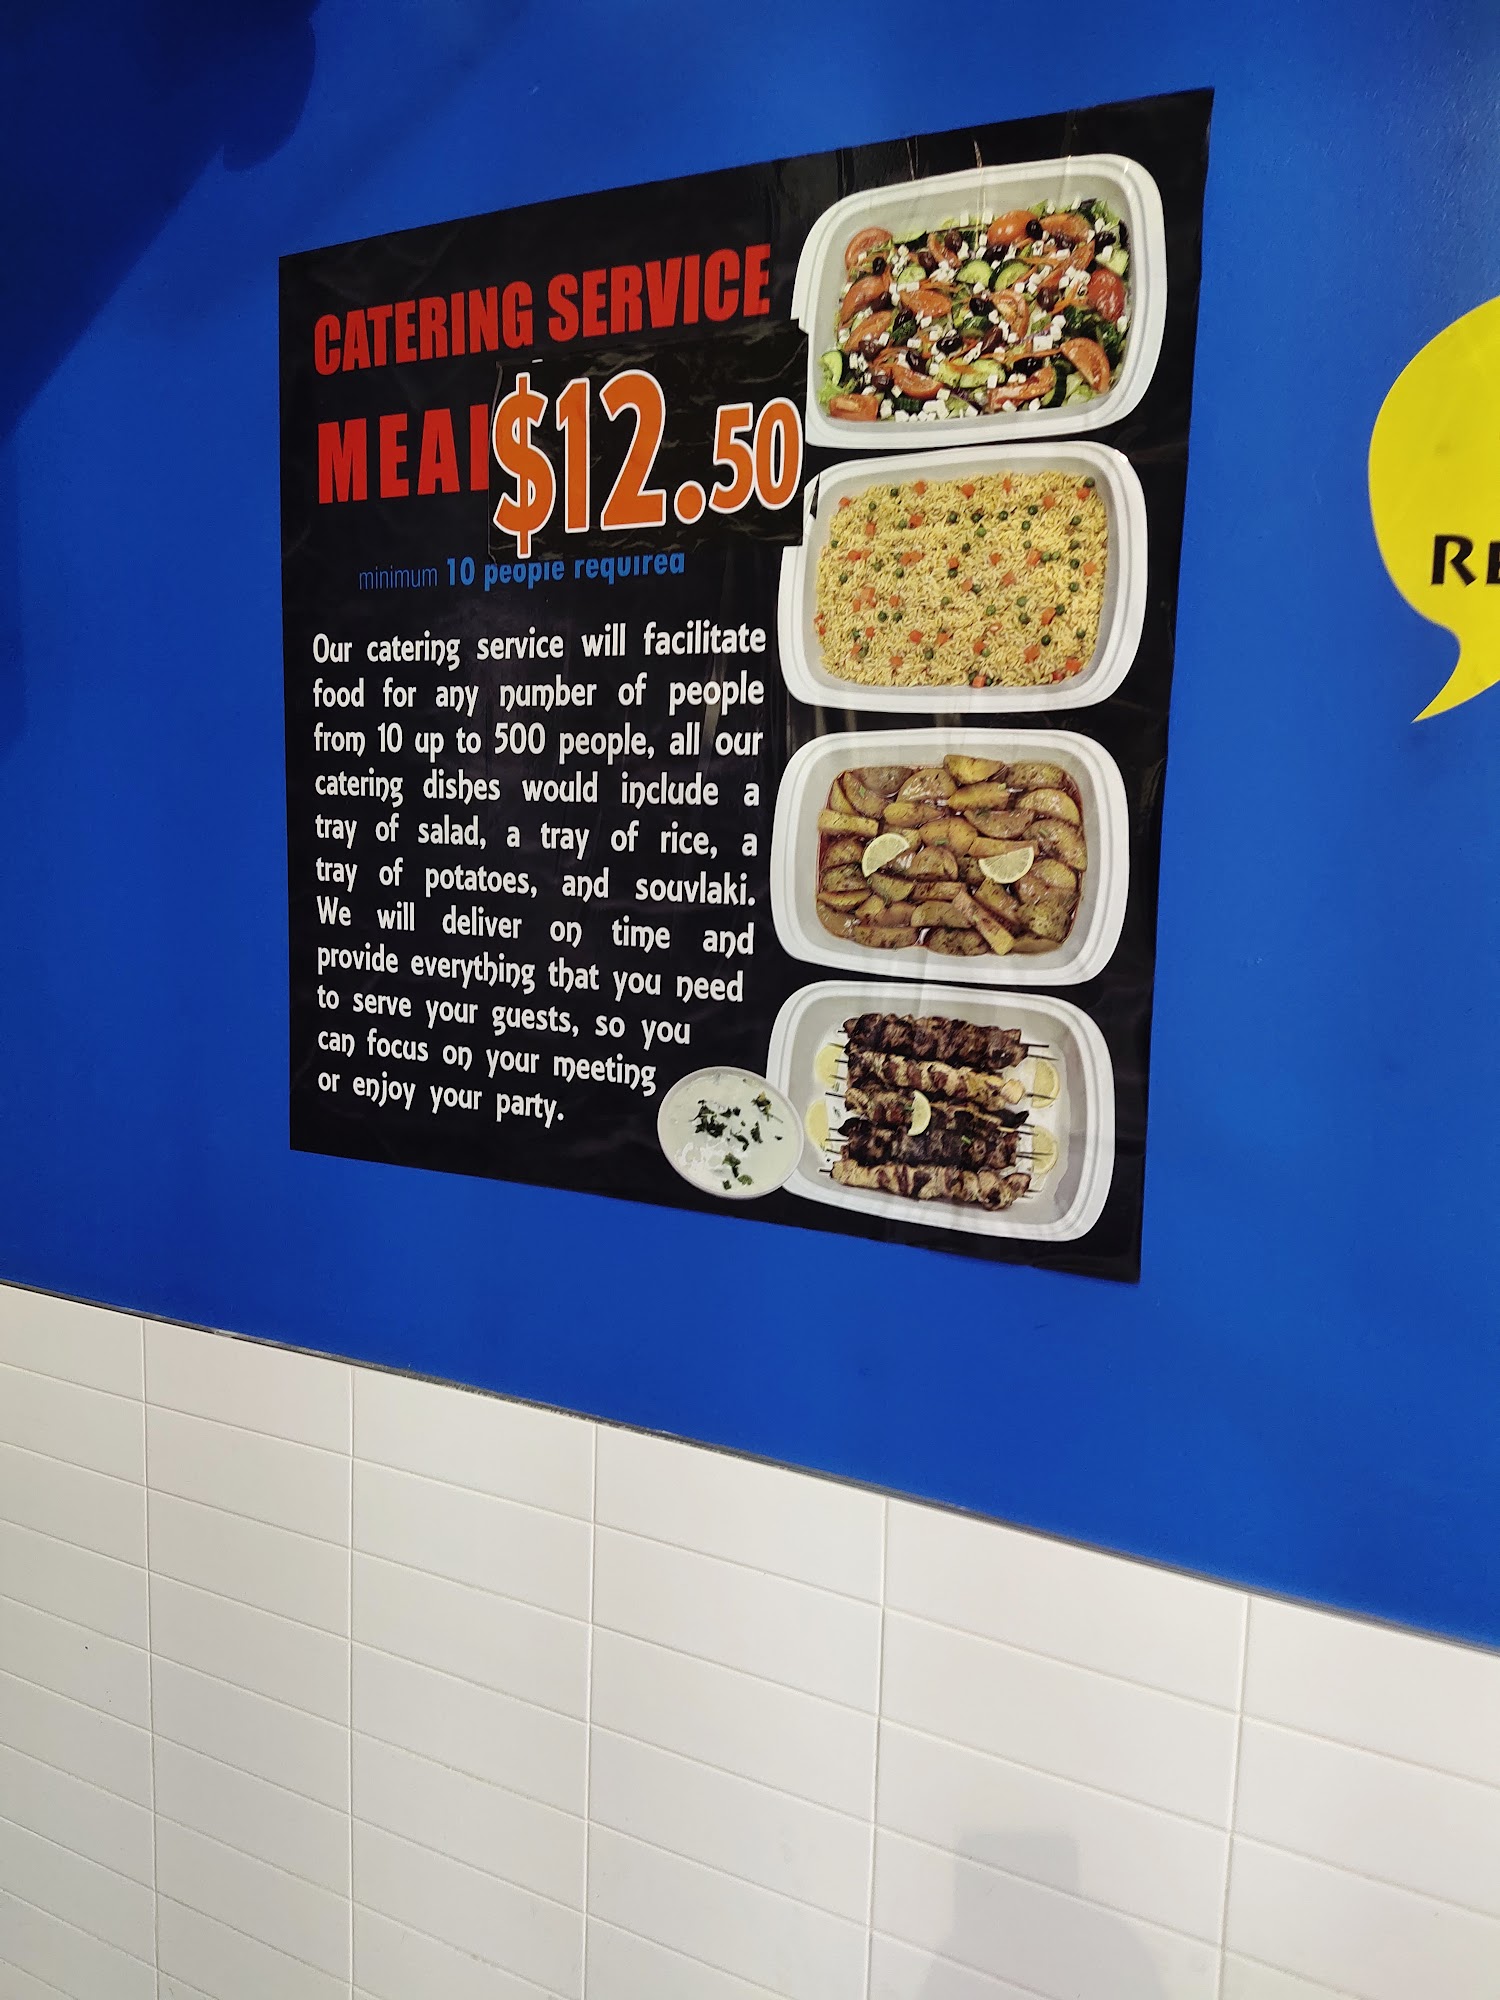 CATERING SERVICE
MEAL $12.50
minimum 10 people required
Our catering service will facilitate
food for any number of people
from 10 up to 500 people, all our
catering dishes would include a
tray of salad, a tray of rice, a
tray of potatoes, and souvlaki.
We will deliver on time and
provide everything that you need
to serve your guests, so you
can focus on your meeting
or enjoy your party.